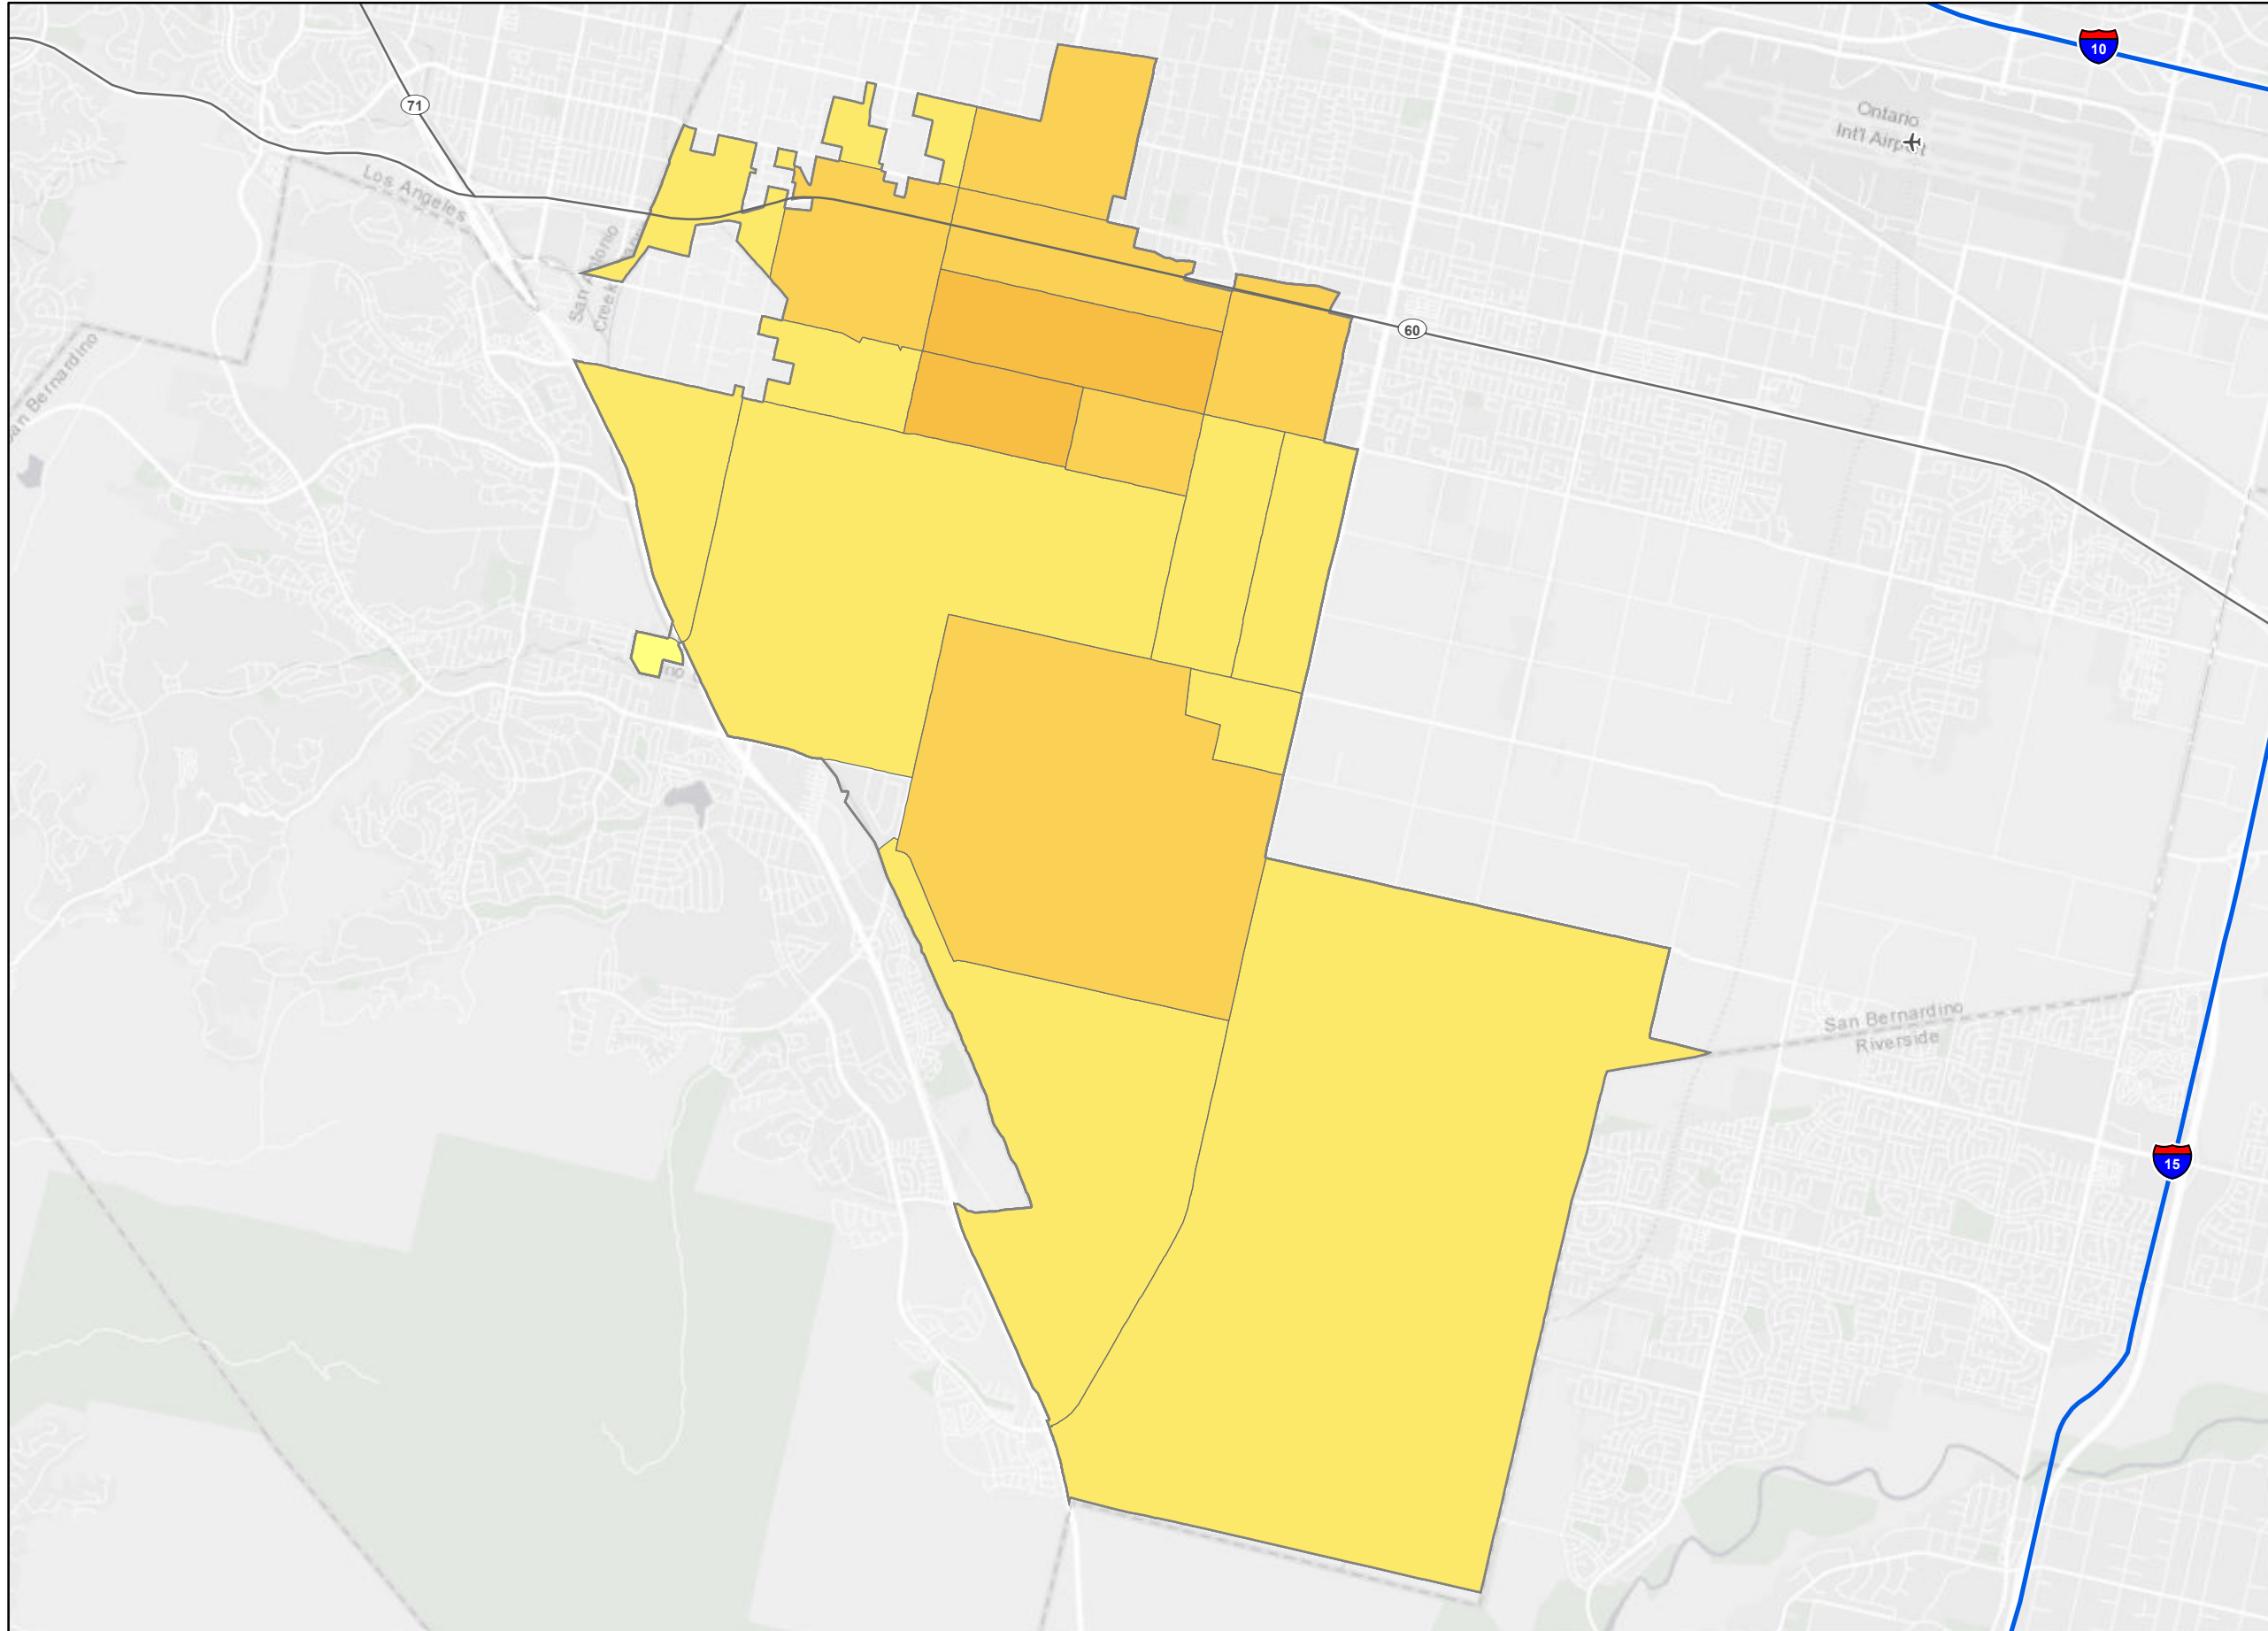 10
71
Ontario
Int'l Airport
Los Angeles
San Antonio
Creek
60
San Bernardino
San Bernardino
Riverside
15